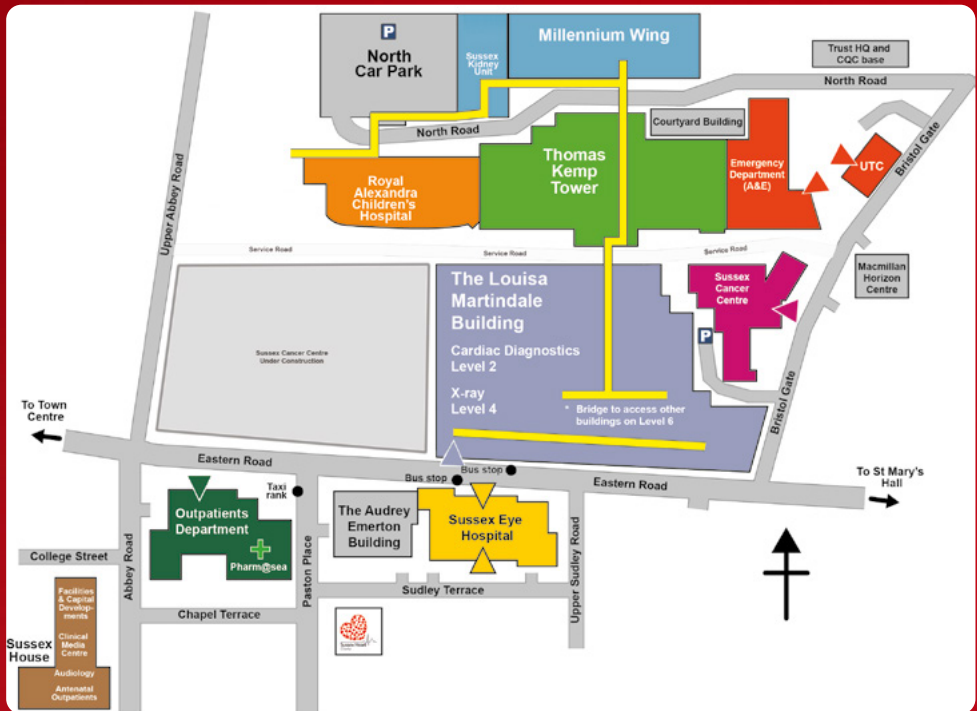 P
North
Car Park
Sussex
Kidney
Unit
Millennium Wing
Trust HQ and
CQC base
North Road
North Road
Courtyard Building
Upper Abbey Road
Royal
Alexandra
Children's
Hospital
Thomas
Kemp
Tower
Emergency
Department
(A&E)
UTC
Bristol Gate
Service Road
Service Road
Service Road
Macmillan
Horizon
Centre
Sussex
Cancer
Centre
P
The Louisa
Martindale
Building
Cardiac Diagnostics
Level 2
X-ray
Level 4
* Bridge to access other
buildings on Level 6
Sussex Cancer Centre
Under Construction
Bristol Gate
To Town
Centre
Eastern Road
Bus stop
Bus stop
Eastern Road
To St Mary's
Hall
Taxi
rank
Outpatients
Department
Pharm@sea
The Audrey
Emerton
Building
Sussex Eye
Hospital
College Street
Abbey Road
Paston Place
Upper Sudley Road
Sudley Terrace
Chapel Terrace
Facilities
& Capital
Develop-
ments
Clinical
Media
Centre
Audiology
Antenatal
Outpatients
Sussex
House